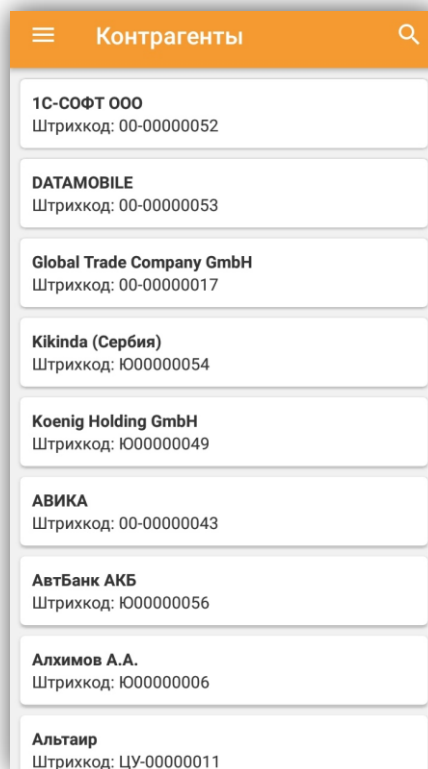 Контрагенты
1С-СОФТ ООО
Штрихкод: 00-00000052
DATAMOBILE
Штрихкод: 00-00000053
Global Trade Company GmbH
Штрихкод: 00-00000017
Kikinda (Сербия)
Штрихкод: Ю00000054
Koenig Holding GmbH
Штрихкод: Ю00000049
АВИКА
Штрихкод: 00-00000043
АвтБанк АКБ
Штрихкод: Ю00000056
Алхимов А.А.
Штрихкод: Ю00000006
Альтаир
Штрихкод: ЦУ-00000011